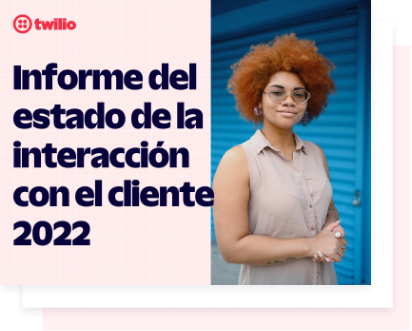 twilio
Informe del
estado de la
interacción
con el cliente
2022